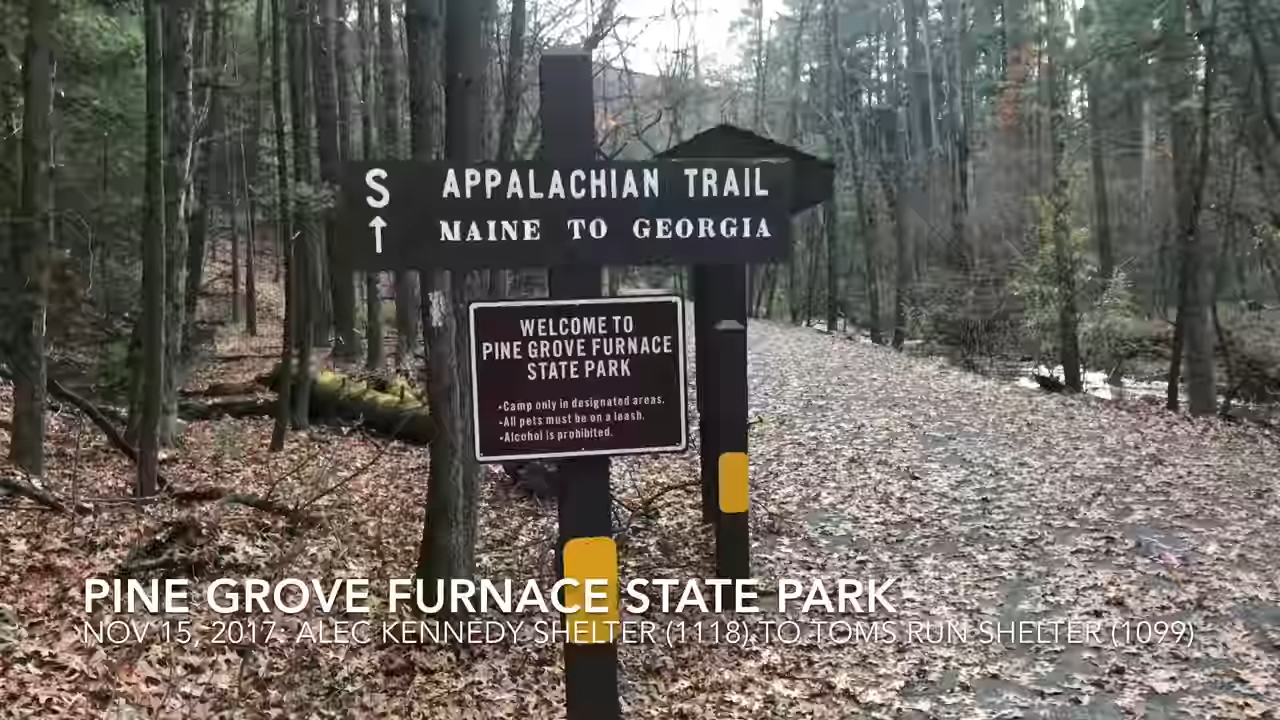 S
↑
APPALACHIAN TRAIL
MAINE TO GEORGIA
WELCOME TO
PINE GROVE FURNACE
STATE PARK
•Camp only in designated areas.
•All pets must be on a leash.
•Alcohol is prohibited.
PINE GROVE FURNACE STATE PARK
NOV 15, 2017: ALEC KENNEDY SHELTER (1118) TO TOMS RUN SHELTER (1099)